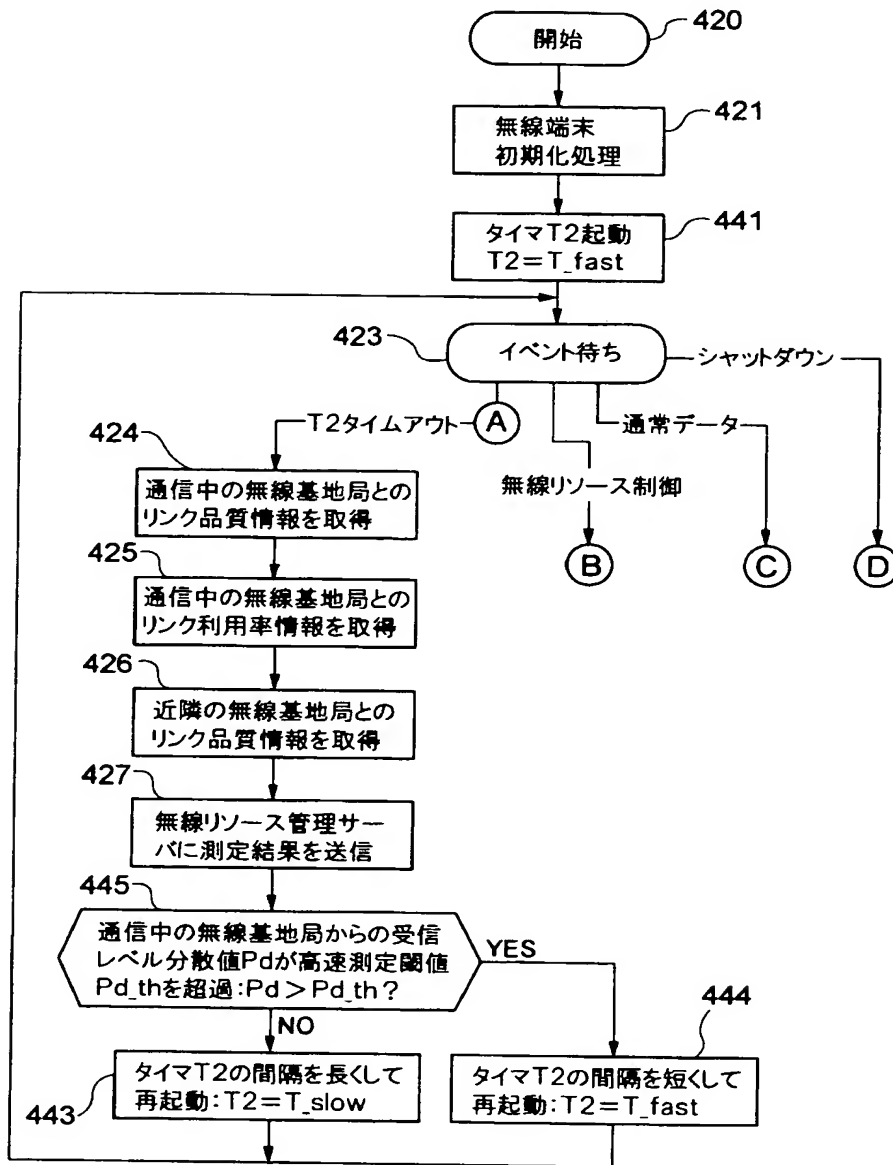 開始
420
無線端末
初期化処理
421
タイマT2起動
T2=T_fast
441
423
イベント待ち
シャットダウン
T2タイムアウト
A
通常データ
無線リソース制御
B
C
D
424
通信中の無線基地局との
リンク品質情報を取得
425
通信中の無線基地局との
リンク利用率情報を取得
426
近隣の無線基地局との
リンク品質情報を取得
427
無線リソース管理サー
バに測定結果を送信
445
通信中の無線基地局からの受信
レベル分散値Pdが高速測定閾値
Pd_thを超過:Pd>Pd_th?
YES
NO
444
443
タイマT2の間隔を長くして
再起動:T2=T_slow
タイマT2の間隔を短くして
再起動:T2=T_fast